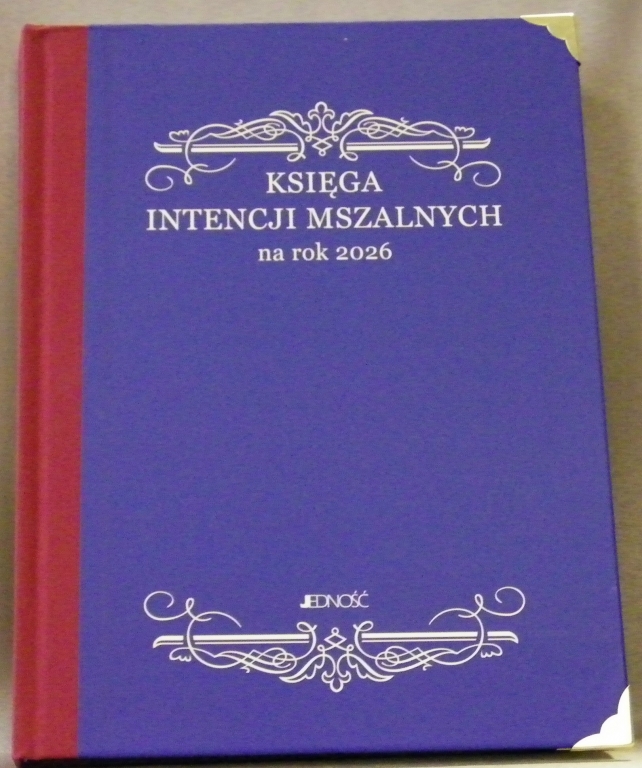 KSIĘGA
INTENCJI MSZALNYCH
na rok 2026
JEDNOŚĆ